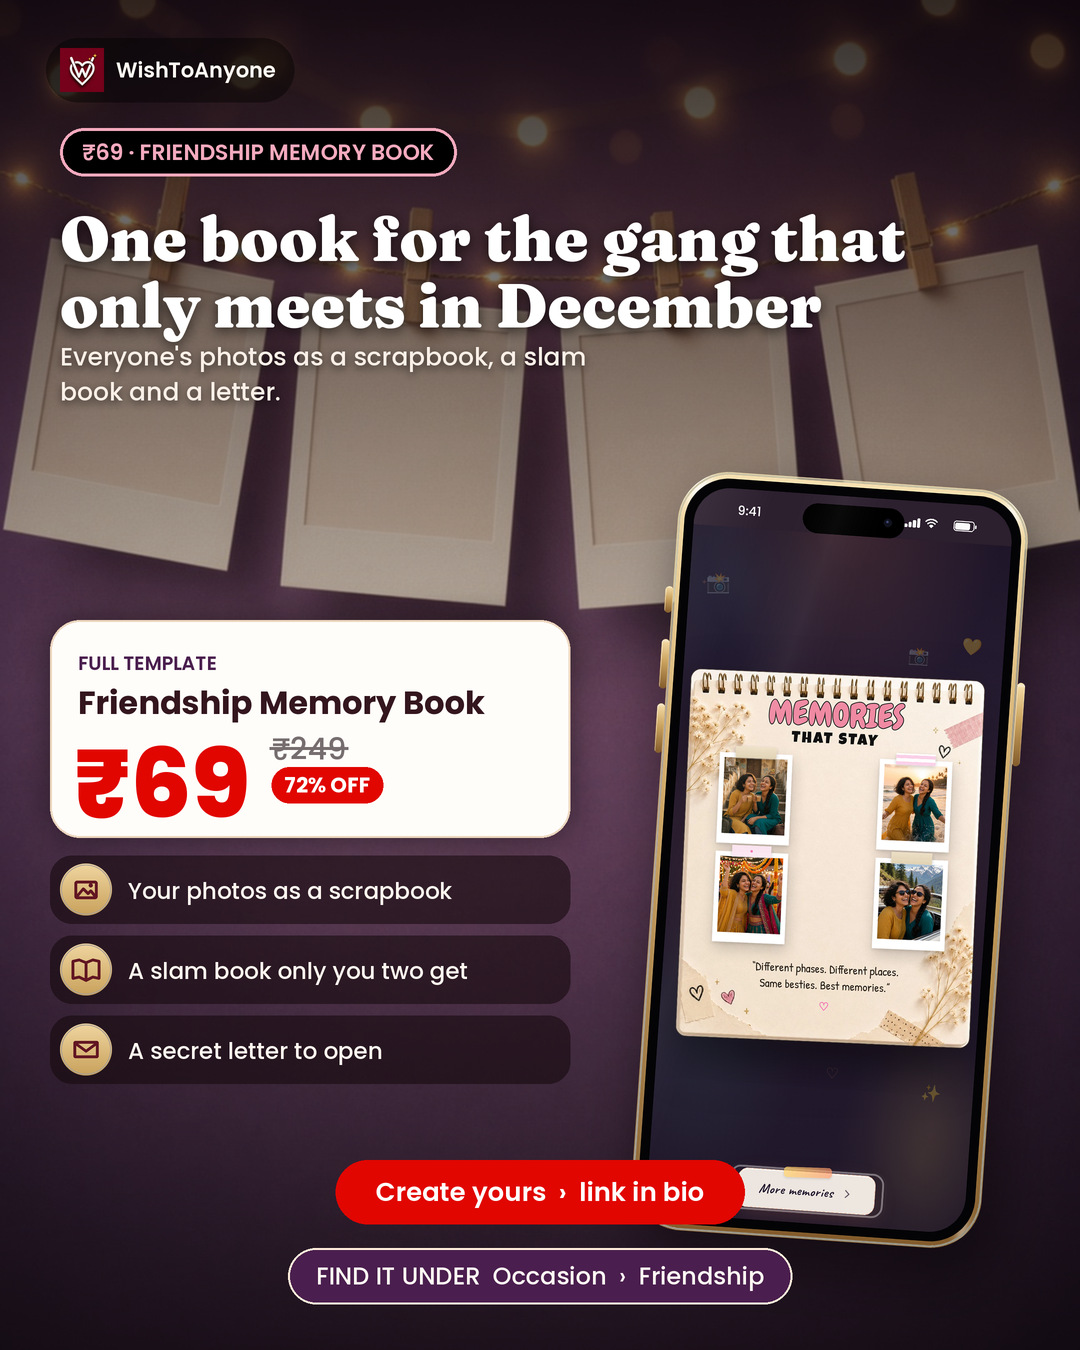 WishToAnyone
₹69 · FRIENDSHIP MEMORY BOOK
One book for the gang that
only meets in December
Everyone's photos as a scrapbook, a slam
book and a letter.
9:41
FULL TEMPLATE
Friendship Memory Book
₹69
₹249
72% OFF
Your photos as a scrapbook
A slam book only you two get
A secret letter to open
MEMORIES
THAT STAY
"Different phases. Different places.
Same besties. Best memories."
More memories ›
Create yours › link in bio
FIND IT UNDER Occasion › Friendship